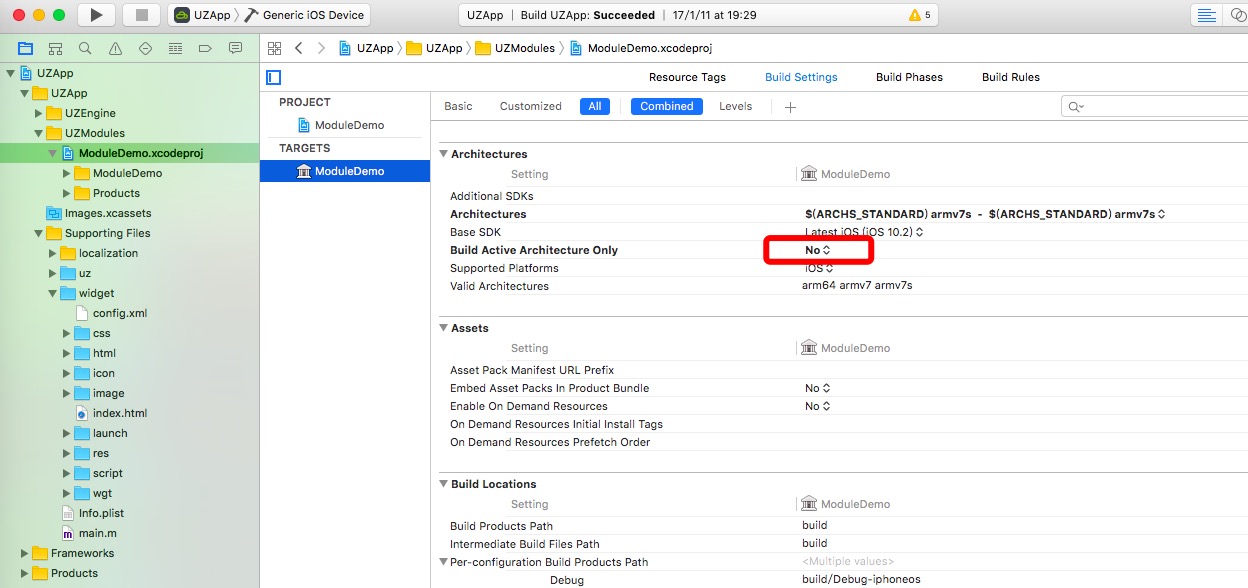 UZApp Generic iOS Device UZApp | Build UZApp: Succeeded | 17/1/11 at 19:29 5
UZApp UZApp UZModules ModuleDemo.xcodeproj
UZApp
UZApp
UZEngine
UZModules
ModuleDemo.xcodeproj
ModuleDemo
Products
Images.xcassets
Supporting Files
localization
uz
widget
config.xml
css
html
icon
image
index.html
launch
res
script
wgt
Info.plist
main.m
Frameworks
Products
PROJECT
ModuleDemo
TARGETS
ModuleDemo
Resource Tags Build Settings Build Phases Build Rules
Basic Customized All Combined Levels +
Architectures
Setting ModuleDemo
Additional SDKs
Architectures $(ARCHS_STANDARD) armv7s - $(ARCHS_STANDARD) armv7s
Base SDK Latest iOS (iOS 10.2)
Build Active Architecture Only No
Supported Platforms iOS
Valid Architectures arm64 armv7 armv7s
Assets
Setting ModuleDemo
Asset Pack Manifest URL Prefix
Embed Asset Packs In Product Bundle No
Enable On Demand Resources No
On Demand Resources Initial Install Tags
On Demand Resources Prefetch Order
Build Locations
Setting ModuleDemo
Build Products Path build
Intermediate Build Files Path build
Per-configuration Build Products Path <Multiple values>
Debug build/Debug-iphoneos